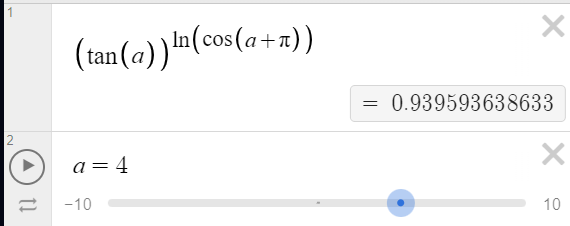 1
(tan(a))^ln(cos(a+π))
= 0.939593638633
2
a = 4
−10 10